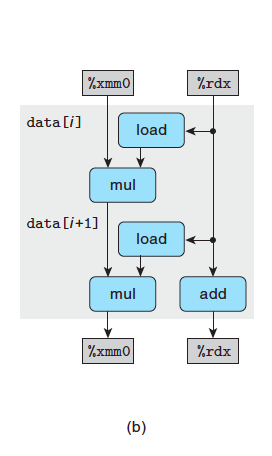 %xmm0 %rdx
data[i] load
mul
data[i+1] load
mul add
%xmm0 %rdx
(b)